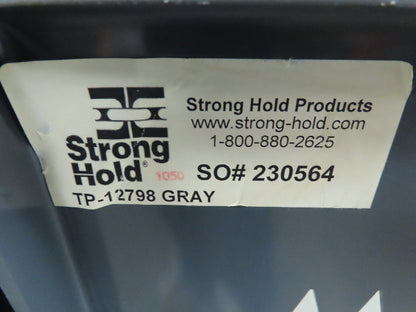 Strong Hold Products
www.strong-hold.com
1-800-880-2625
Strong
Hold®
1050
SO# 230564
TP-12798 GRAY